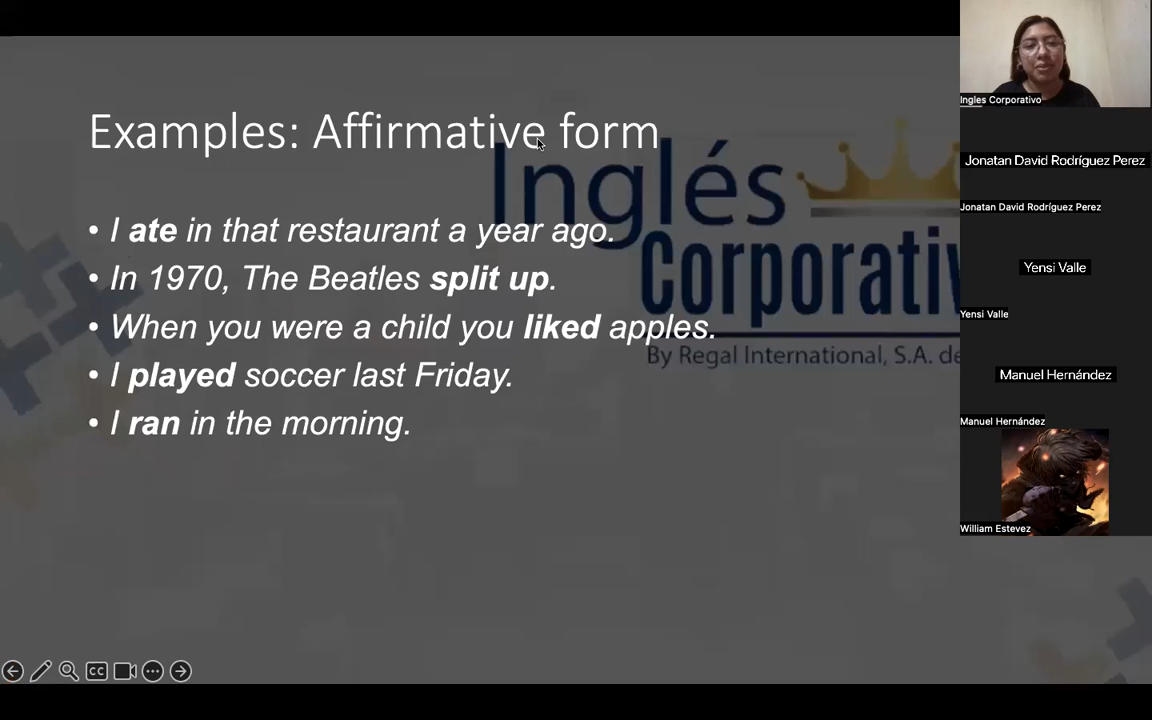 Examples: Affirmative form
• I ate in that restaurant a year ago.
• In 1970, The Beatles split up.
• When you were a child you liked apples.
• I played soccer last Friday.
• I ran in the morning.
Inglés
Corporativ
By Regal International, S.A. de
CC
Ingles Corporativo
Jonatan David Rodríguez Perez
Jonatan David Rodríguez Perez
Yensi Valle
Yensi Valle
Manuel Hernández
Manuel Hernández
William Estevez